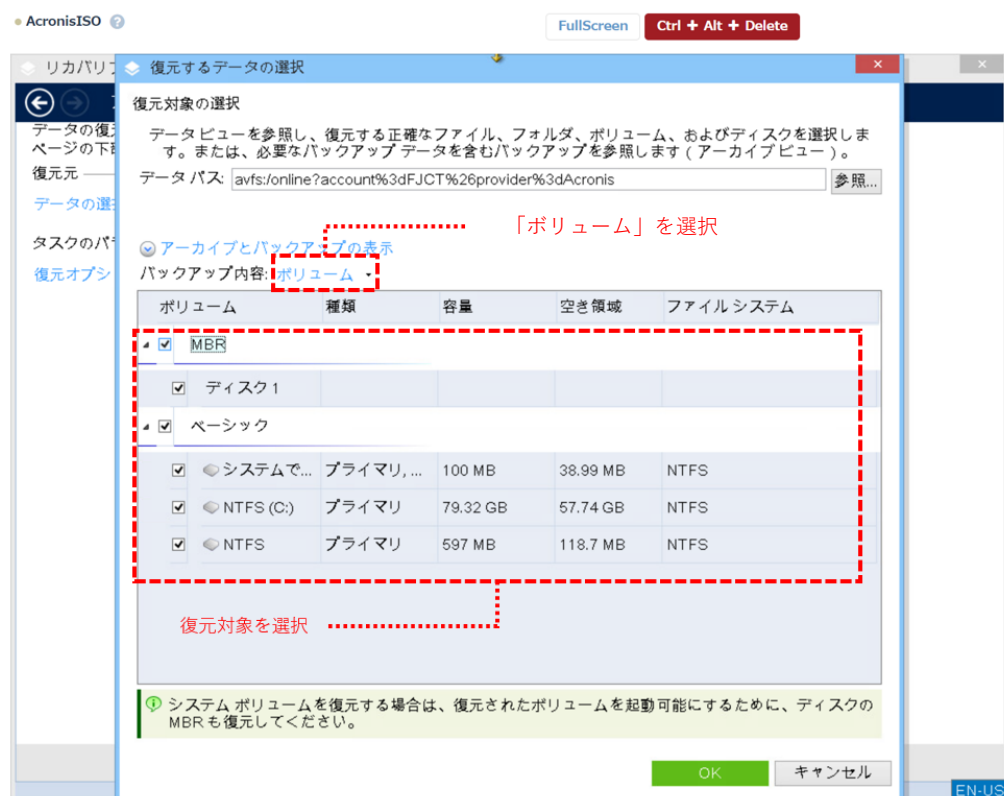 AcronisISO
FullScreen
Ctrl + Alt + Delete
リカバリ
復元するデータの選択
復元対象の選択
データの復
ページの下
データ ビューを参照し、復元する正確なファイル、フォルダ、ボリューム、およびディスクを選択しま
す。または、必要なバックアップ データを含むバックアップを参照します ( アーカイブ ビュー ) 。
復元元
データ パス:
avfs:/online?account%3dFJCT%26provider%3dAcronis
参照...
データの選
「ボリューム」を選択
タスクのパ
アーカイブとバックアップの表示
復元オプシ
バックアップ内容: ボリューム
ボリューム 種類 容量 空き領域 ファイル システム
MBR
ディスク 1
ベーシック
システムで... プライマリ, ... 100 MB 38.99 MB NTFS
NTFS (C:) プライマリ 79.32 GB 57.74 GB NTFS
NTFS プライマリ 597 MB 118.7 MB NTFS
復元対象を選択
システム ボリュームを復元する場合は、復元されたボリュームを起動可能にするために、ディスクの
MBR も復元してください。
OK
キャンセル
EN-US